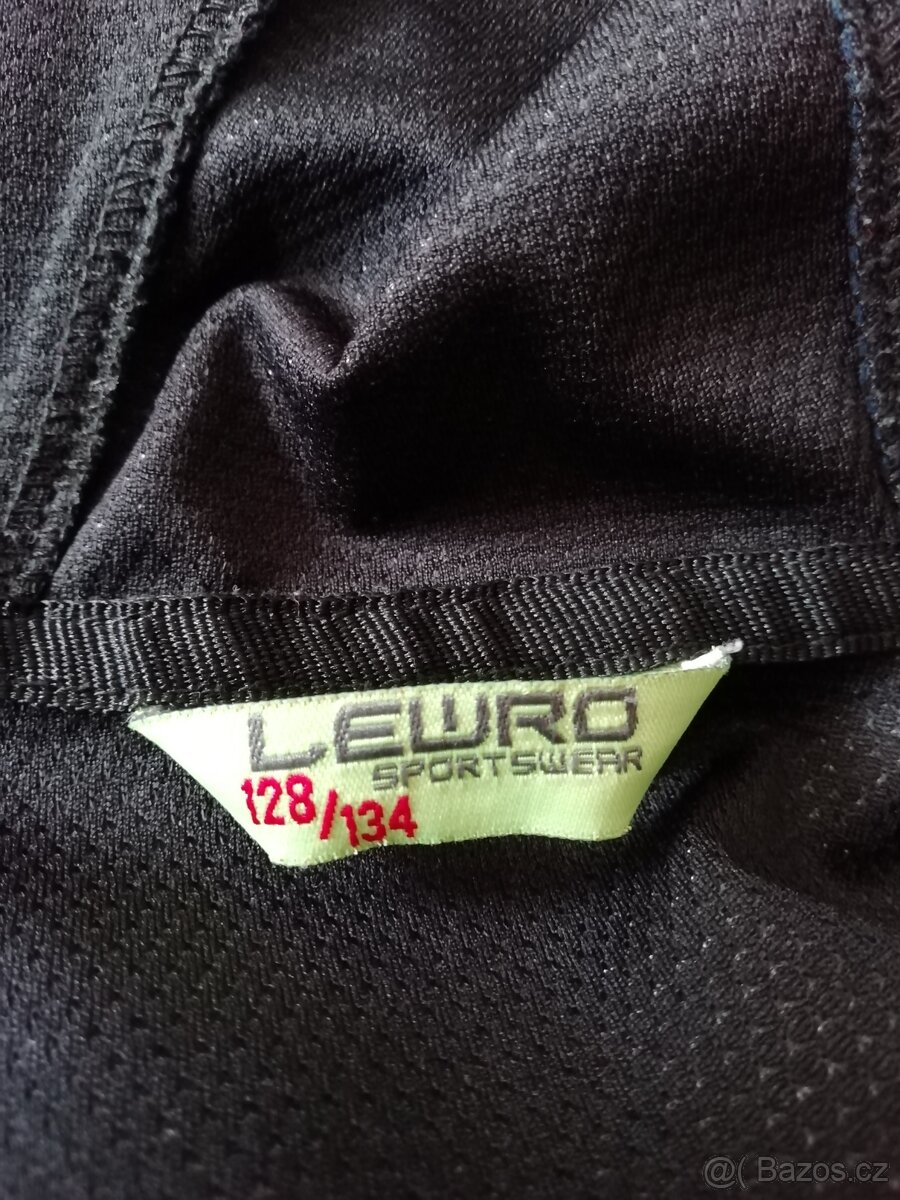 LEWRO
SPORTSWEAR
128/134
@( Bazos.cz